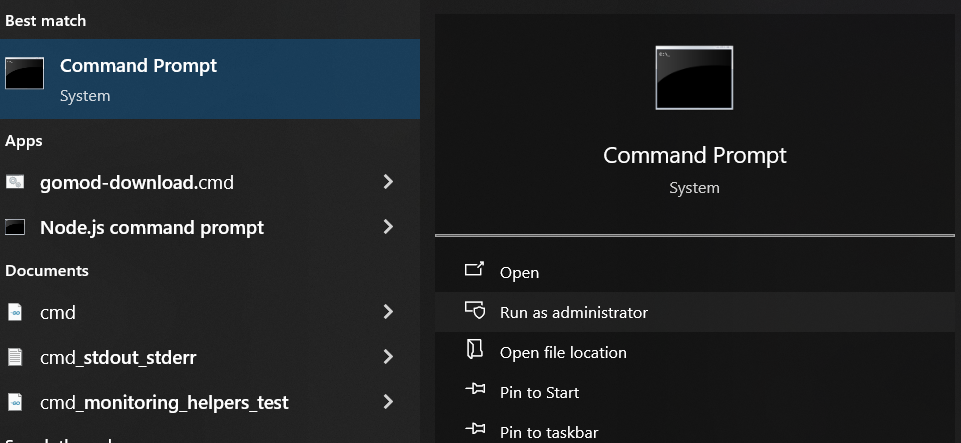 Best match
Command Prompt
System
Apps
gomod-download.cmd
Node.js command prompt
Documents
cmd
cmd_stdout_stderr
cmd_monitoring_helpers_test
Command Prompt
System
Open
Run as administrator
Open file location
Pin to Start
Pin to taskbar